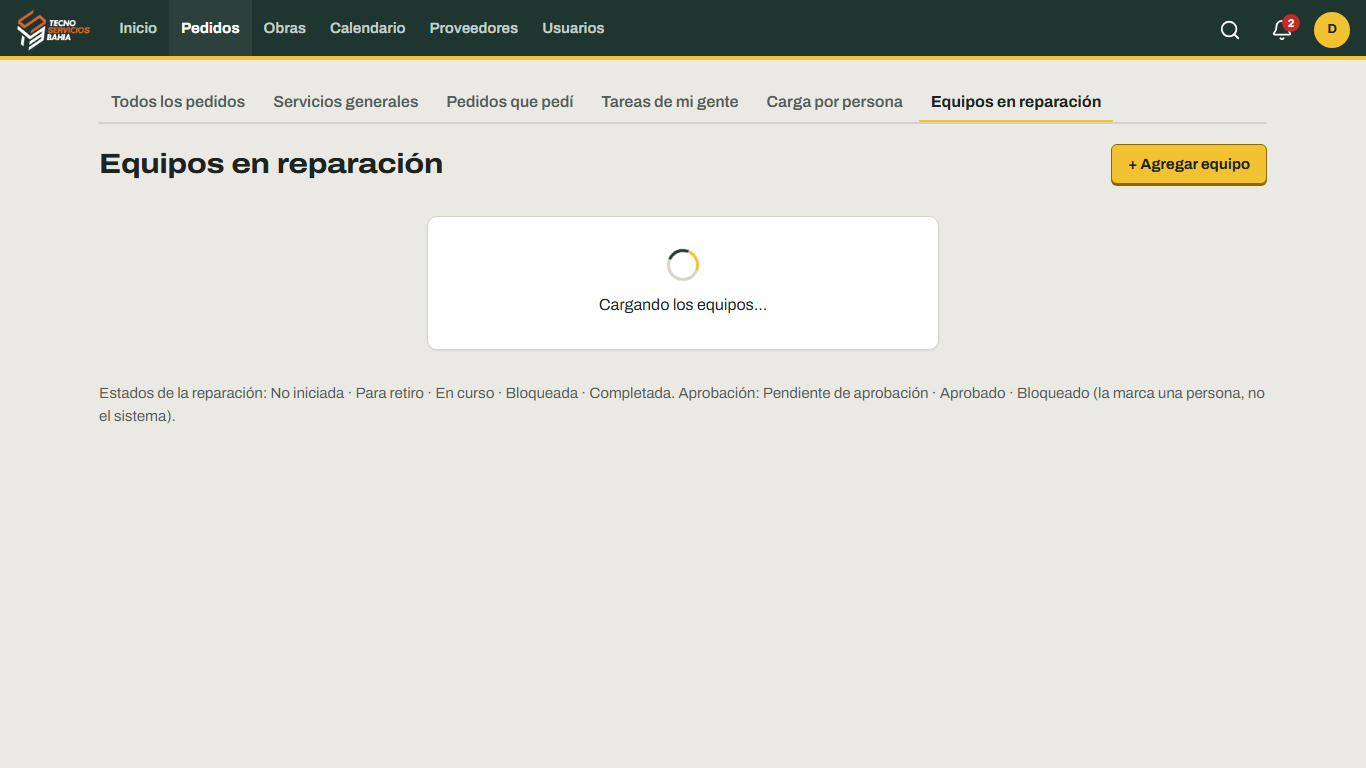 TECNO
SERVICIOS
BAHIA
Inicio
Pedidos
Obras
Calendario
Proveedores
Usuarios
2
D
Todos los pedidos
Servicios generales
Pedidos que pedí
Tareas de mi gente
Carga por persona
Equipos en reparación
Equipos en reparación
+ Agregar equipo
Cargando los equipos...
Estados de la reparación: No iniciada · Para retiro · En curso · Bloqueada · Completada. Aprobación: Pendiente de aprobación · Aprobado · Bloqueado (la marca una persona, no
el sistema).